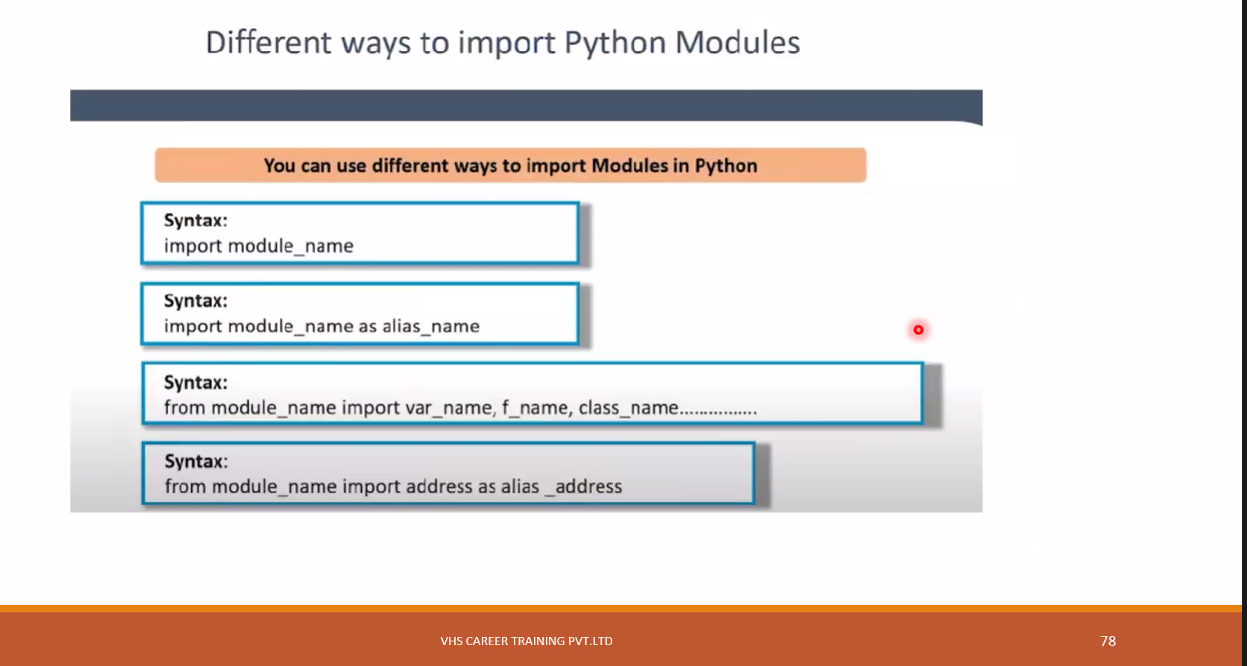 Different ways to import Python Modules
You can use different ways to import Modules in Python
Syntax:
import module_name
Syntax:
import module_name as alias_name
Syntax:
from module_name import var_name, f_name, class_name................
Syntax:
from module_name import address as alias _address
VHS CAREER TRAINING PVT.LTD
78